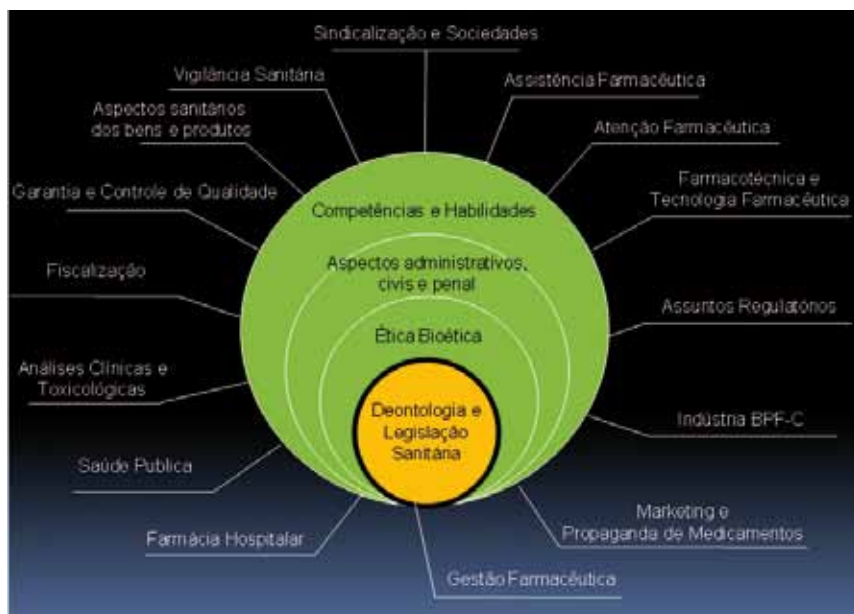 Sindicalização e Sociedades
Vigilância Sanitária
Assistência Farmacêutica
Aspectos sanitários
dos bens e produtos
Atenção Farmacêutica
Garantia e Controle de Qualidade
Farmacotécnica e
Tecnologia Farmacêutica
Competências e Habilidades
Aspectos administrativos,
civis e penal
Fiscalização
Assuntos Regulatórios
Ética Bioética
Análises Clínicas e
Toxicológicas
Deontologia e
Legislação
Sanitária
Indústria BPF-C
Saúde Publica
Marketing e
Propaganda de Medicamentos
Farmácia Hospitalar
Gestão Farmacêutica